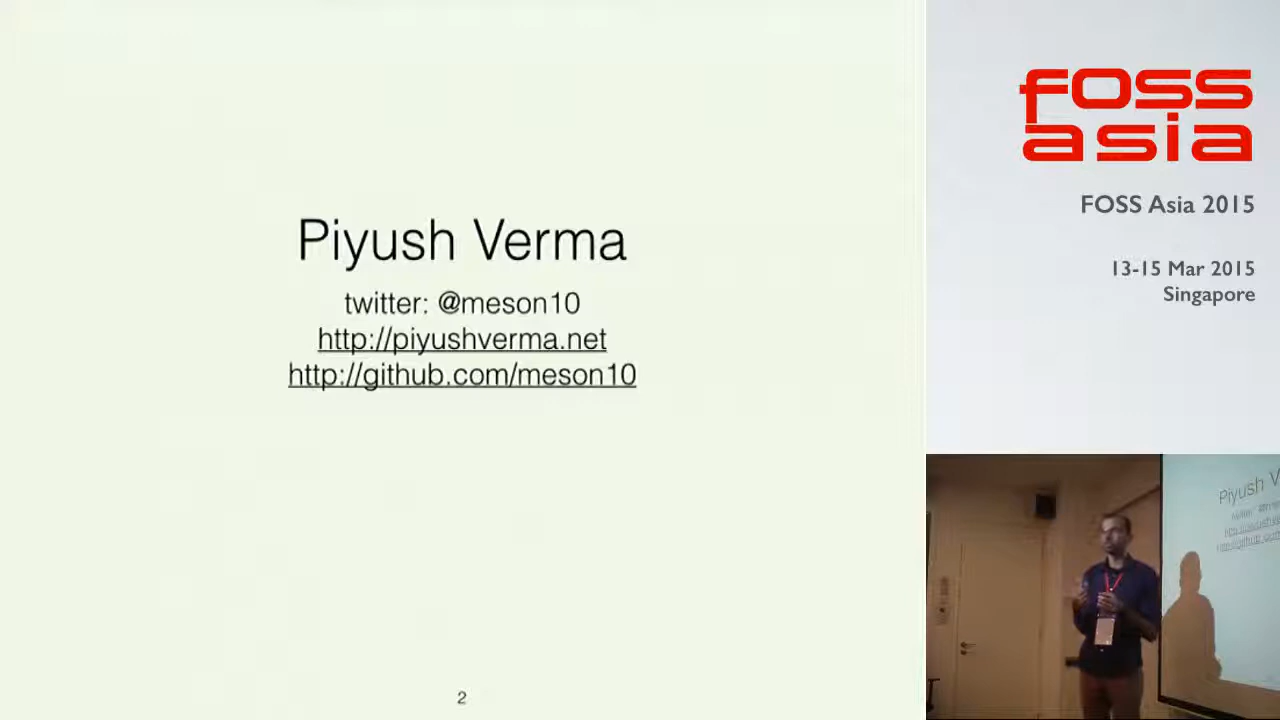 Piyush Verma
twitter: @meson10
http://piyushverma.net
http://github.com/meson10
2
foss
asia
FOSS Asia 2015
13-15 Mar 2015
Singapore
Piyush V